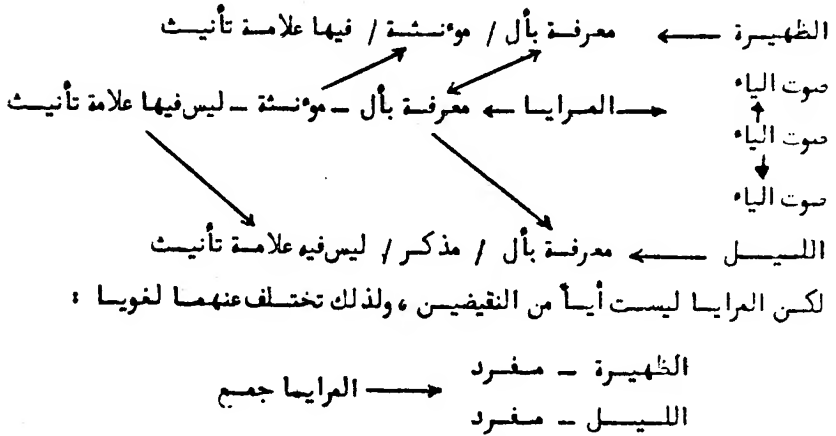 الظهيرة ← معرفة بأل / مؤنثة / فيها علامة تأنيث
صوت الياء
المرايا ← معرفة بأل - مؤنثة - ليس فيها علامة تأنيث
صوت الياء
صوت الياء
الليل ← معرفة بأل / مذكر / ليس فيه علامة تأنيث
لكن المرايا ليست أياً من النقيضين ، ولذلك تختلف عنهما لغويا :
الظهيرة - مفرد
المرايا جمع
الليل - مفرد